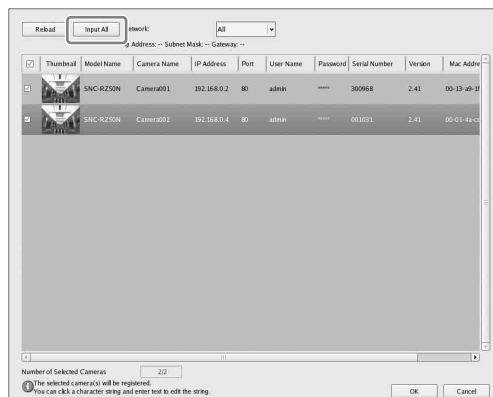 Reload Input All etwork: All
Address: -- Subnet Mask: -- Gateway: --
Thumbnail Model Name Camera Name IP Address Port User Name Password Serial Number Version Mac Addre
SNC-RZ50N Camera001 192.168.0.2 80 admin ***** 300968 2.41 00-13-a9-1f
SNC-RZ50N Camera002 192.168.0.4 80 admin ***** 001031 2.41 00-01-4a-cc
Number of Selected Cameras 2/2
The selected camera(s) will be registered.
You can click a character string and enter text to edit the string.
OK Cancel